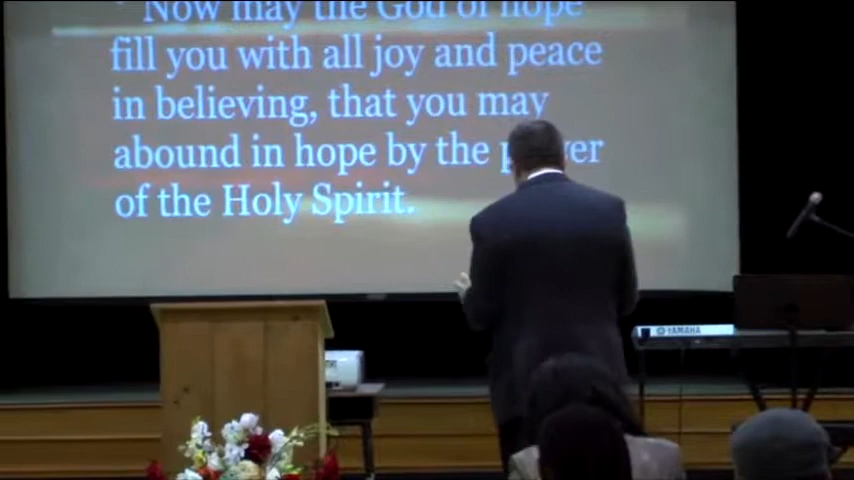 Now may the God of hope
fill you with all joy and peace
in believing, that you may
abound in hope by the
of the Holy Spirit.
YAMAHA